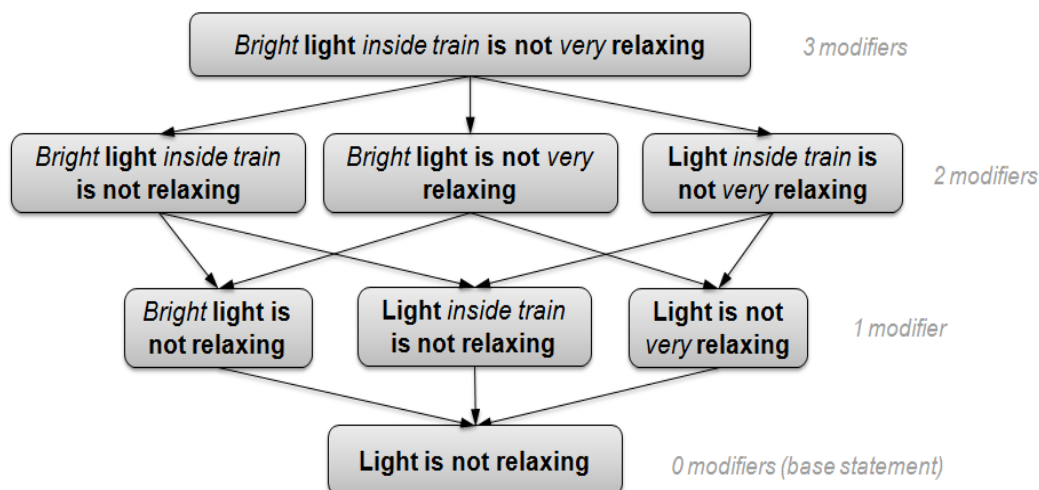 Bright light inside train is not very relaxing
3 modifiers
Bright light inside train
is not relaxing
Bright light is not very
relaxing
Light inside train is
not very relaxing
2 modifiers
Bright light is
not relaxing
Light inside train
is not relaxing
Light is not
very relaxing
1 modifier
Light is not relaxing
0 modifiers (base statement)